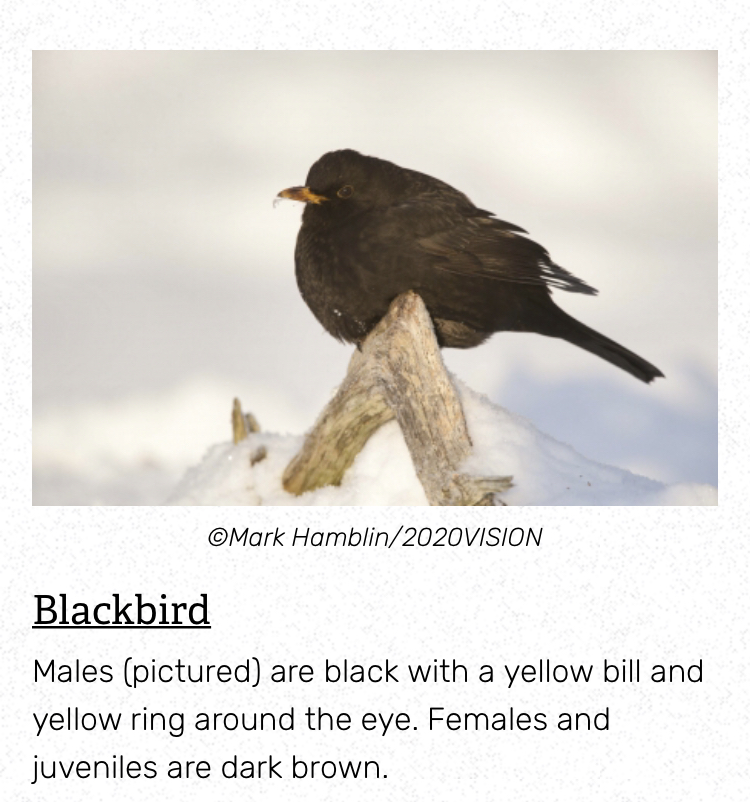 ©Mark Hamblin/2020VISION
Blackbird
Males (pictured) are black with a yellow bill and
yellow ring around the eye. Females and
juveniles are dark brown.